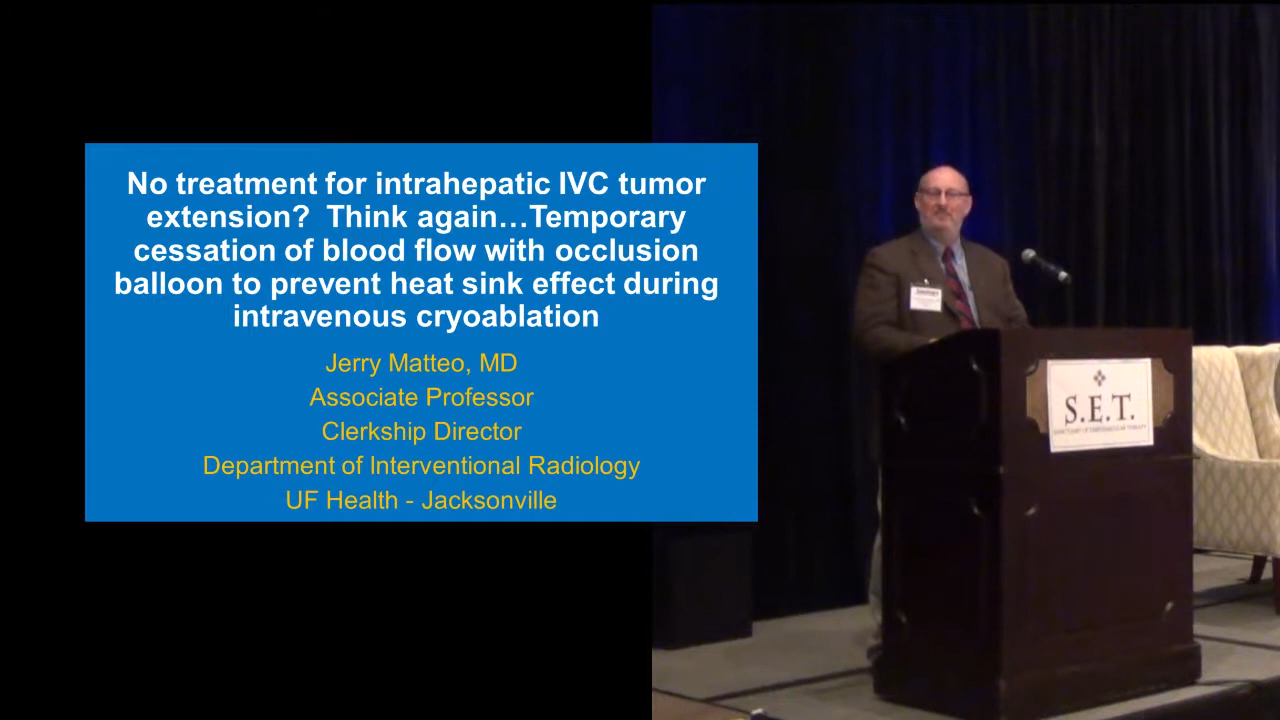 No treatment for intrahepatic IVC tumor
extension?  Think again…Temporary
cessation of blood flow with occlusion
balloon to prevent heat sink effect during
intravenous cryoablation
Jerry Matteo, MD
Associate Professor
Clerkship Director
Department of Interventional Radiology
UF Health - Jacksonville
S.E.T.